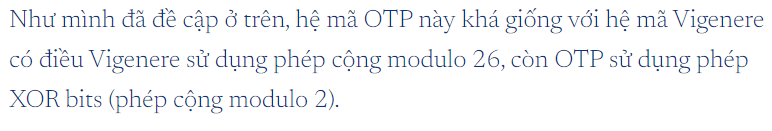 Như mình đã đề cập ở trên, hệ mã OTP này khá giống với hệ mã Vigenere
có điều Vigenere sử dụng phép cộng modulo 26, còn OTP sử dụng phép
XOR bits (phép cộng modulo 2).